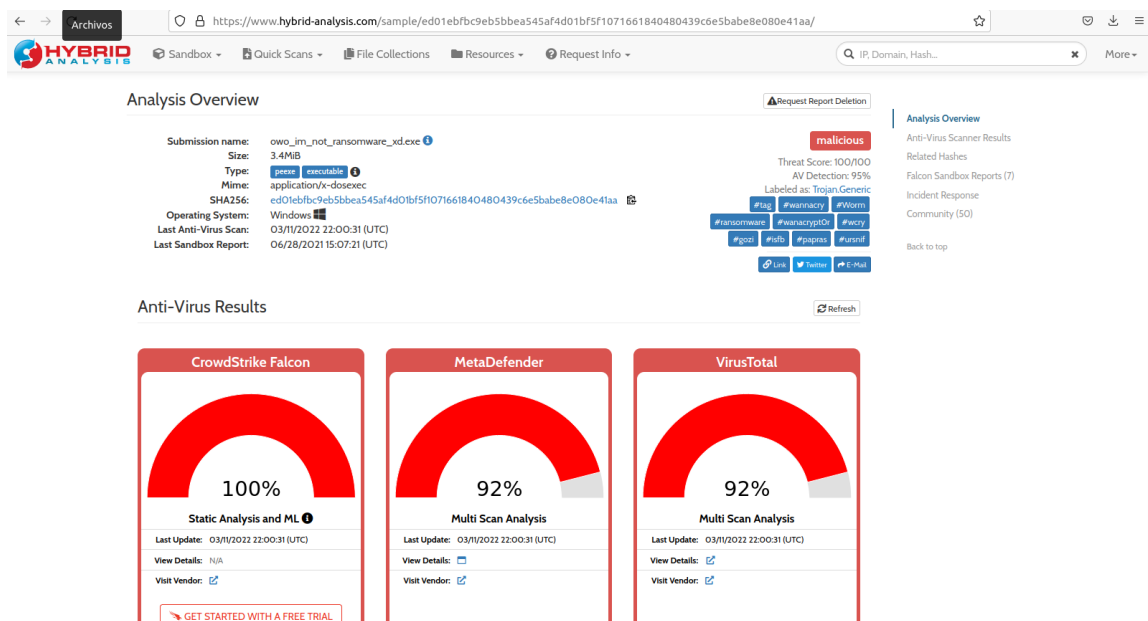 Archivos
https://www.hybrid-analysis.com/sample/ed01ebfbc9eb5bbea545af4d01bf5f1071661840480439c6e5babe8e080e41aa/
HYBRID
ANALYSIS
Sandbox
Quick Scans
File Collections
Resources
Request Info
IP, Domain, Hash...
More
Analysis Overview
Request Report Deletion
Submission name: owo_im_not_ransomware_xd.exe
Size: 3.4MiB
Type: peexe executable
Mime: application/x-dosexec
SHA256: ed01ebfbc9eb5bbea545af4d01bf5f1071661840480439c6e5babe8e080e41aa
Operating System: Windows
Last Anti-Virus Scan: 03/11/2022 22:00:31 (UTC)
Last Sandbox Report: 06/28/2021 15:07:21 (UTC)
malicious
Threat Score: 100/100
AV Detection: 95%
Labeled as: Trojan.Generic
#tag #wannacry #Worm
#ransomware #wanacrypt0r #wcry
#gozi #isfb #papras #ursnif
Link Twitter E-Mail
Analysis Overview
Anti-Virus Scanner Results
Related Hashes
Falcon Sandbox Reports (7)
Incident Response
Community (50)
Back to top
Anti-Virus Results
Refresh
CrowdStrike Falcon
100%
Static Analysis and ML
Last Update: 03/11/2022 22:00:31 (UTC)
View Details: N/A
Visit Vendor:
GET STARTED WITH A FREE TRIAL
MetaDefender
92%
Multi Scan Analysis
Last Update: 03/11/2022 22:00:31 (UTC)
View Details:
Visit Vendor:
VirusTotal
92%
Multi Scan Analysis
Last Update: 03/11/2022 22:00:31 (UTC)
View Details:
Visit Vendor: